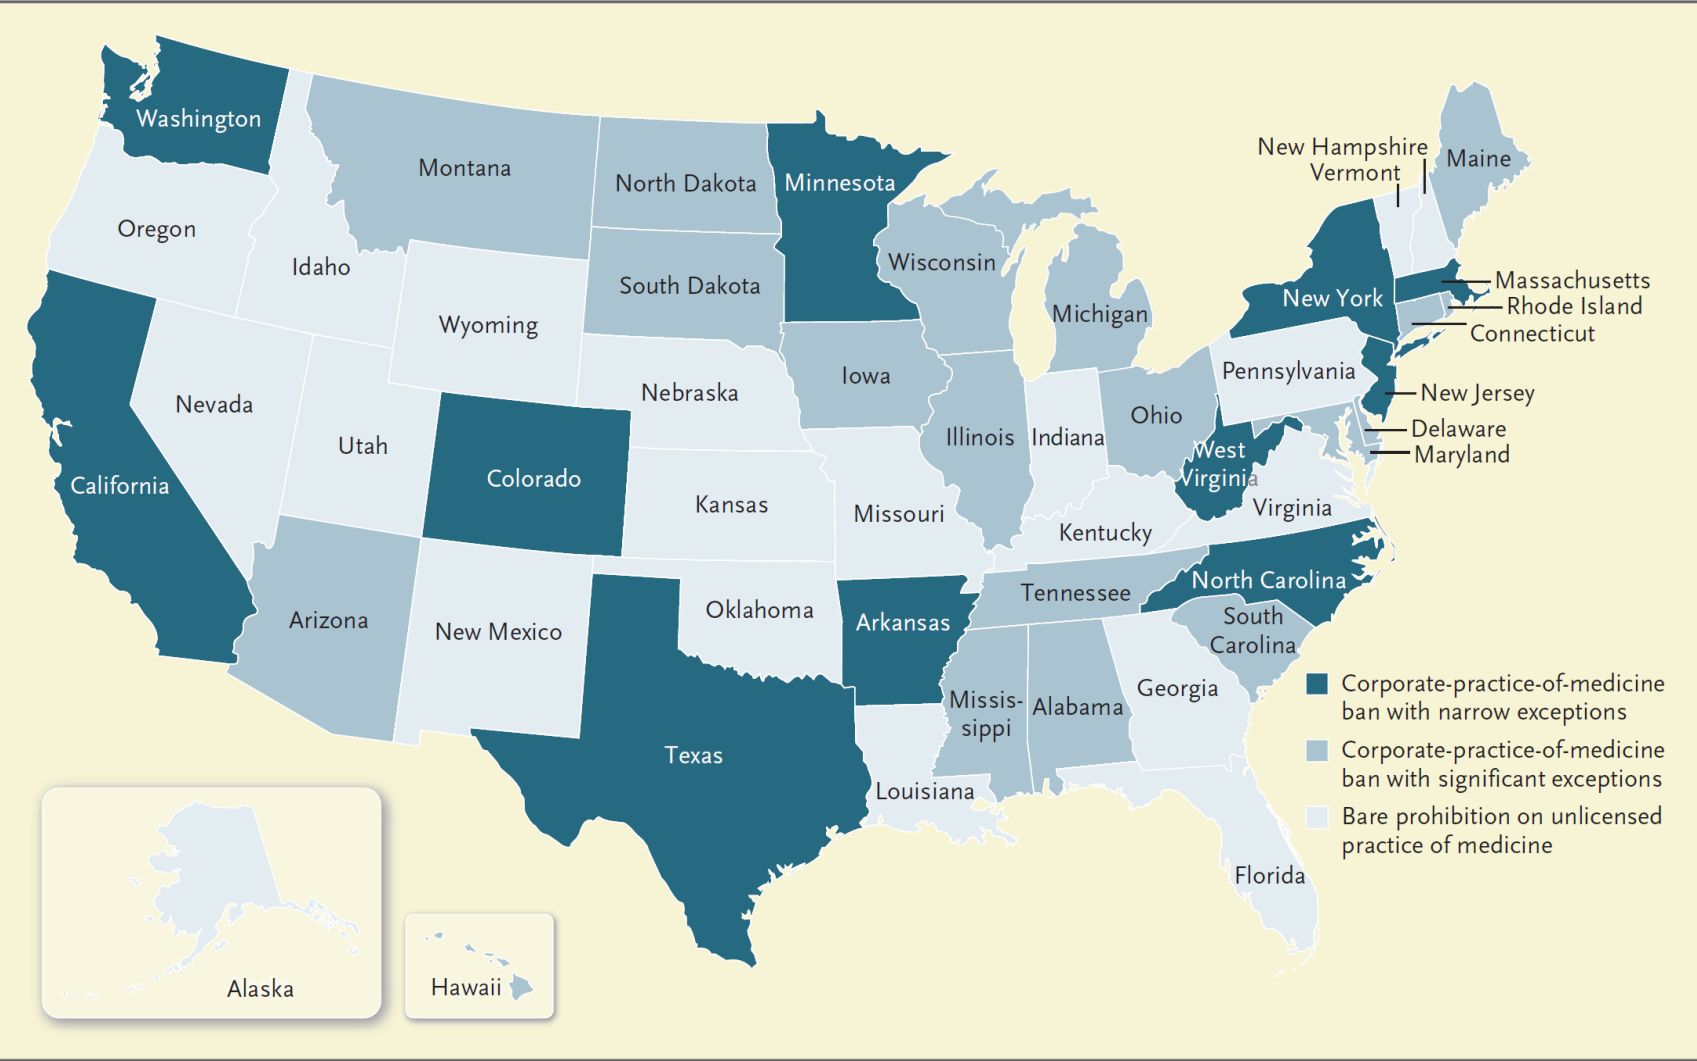 Washington
Montana
North Dakota
Minnesota
New Hampshire
Vermont
Maine
Oregon
Idaho
Wisconsin
South Dakota
Massachusetts
New York
Rhode Island
Michigan
Wyoming
Connecticut
Pennsylvania
Iowa
Nebraska
New Jersey
Nevada
Ohio
Delaware
Illinois
Indiana
Utah
West
Virginia
Maryland
Colorado
California
Kansas
Virginia
Missouri
Kentucky
North Carolina
Tennessee
Oklahoma
Arizona
Arkansas
New Mexico
South
Carolina
Georgia
Missis-
sippi
Alabama
Texas
Louisiana
Corporate-practice-of-medicine
ban with narrow exceptions
Corporate-practice-of-medicine
ban with significant exceptions
Bare prohibition on unlicensed
practice of medicine
Florida
Alaska
Hawaii